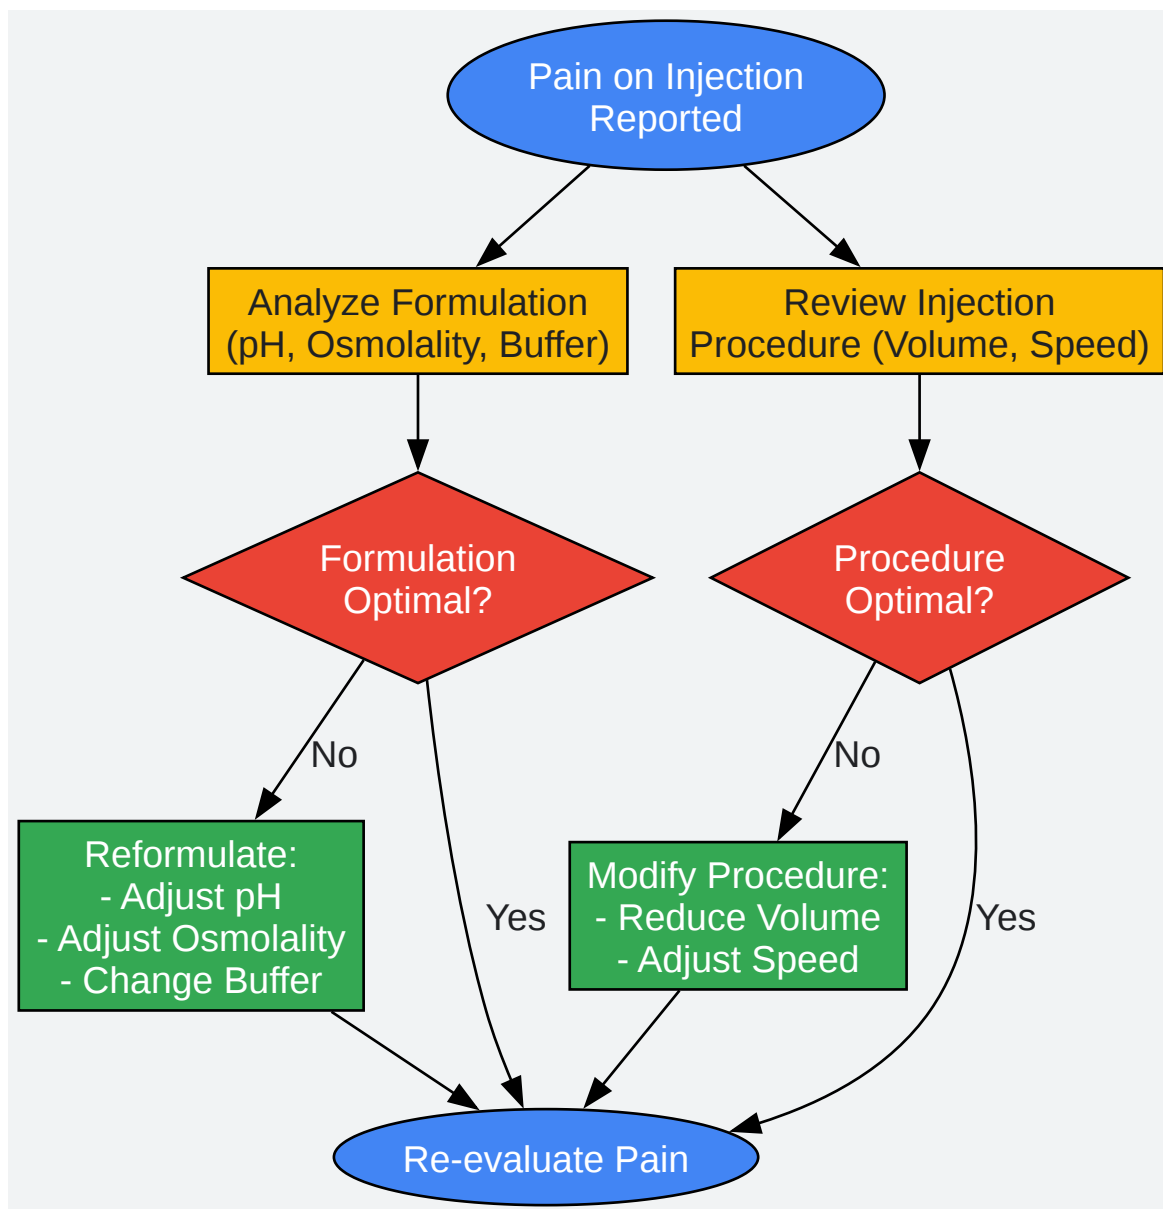 Pain on Injection
Reported
Analyze Formulation
(pH, Osmolality, Buffer)
Review Injection
Procedure (Volume, Speed)
Formulation
Optimal?
Procedure
Optimal?
No
No
Reformulate:
- Adjust pH
- Adjust Osmolality
- Change Buffer
Yes
Modify Procedure:
- Reduce Volume
- Adjust Speed
Yes
Re-evaluate Pain